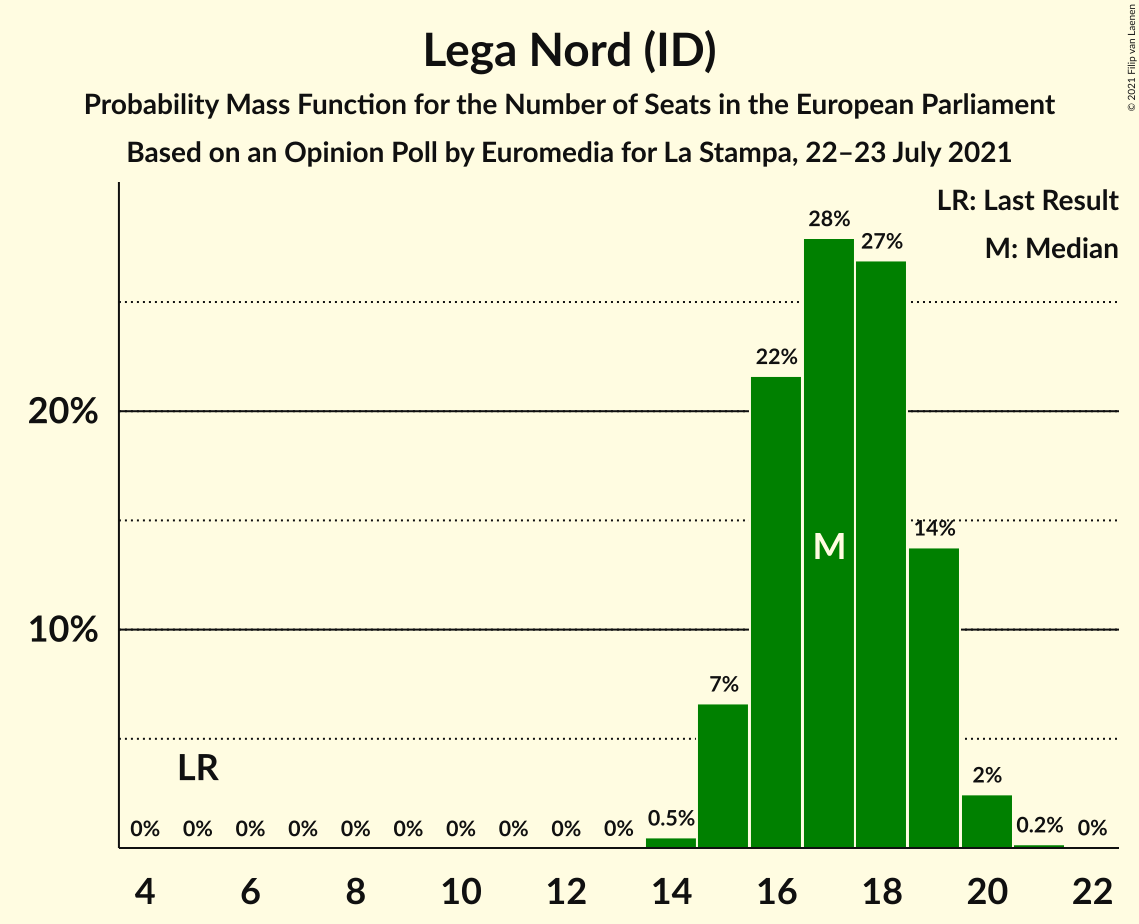 Lega Nord (ID)
Probability Mass Function for the Number of Seats in the European Parliament
Based on an Opinion Poll by Euromedia for La Stampa, 22–23 July 2021
© 2021 Filip van Laenen
LR: Last Result
M: Median
28%
27%
22%
20%
14%
M
10%
7%
LR
2%
0% 0% 0% 0% 0% 0% 0% 0% 0% 0% 0.5% 0.2% 0%
4 6 8 10 12 14 16 18 20 22